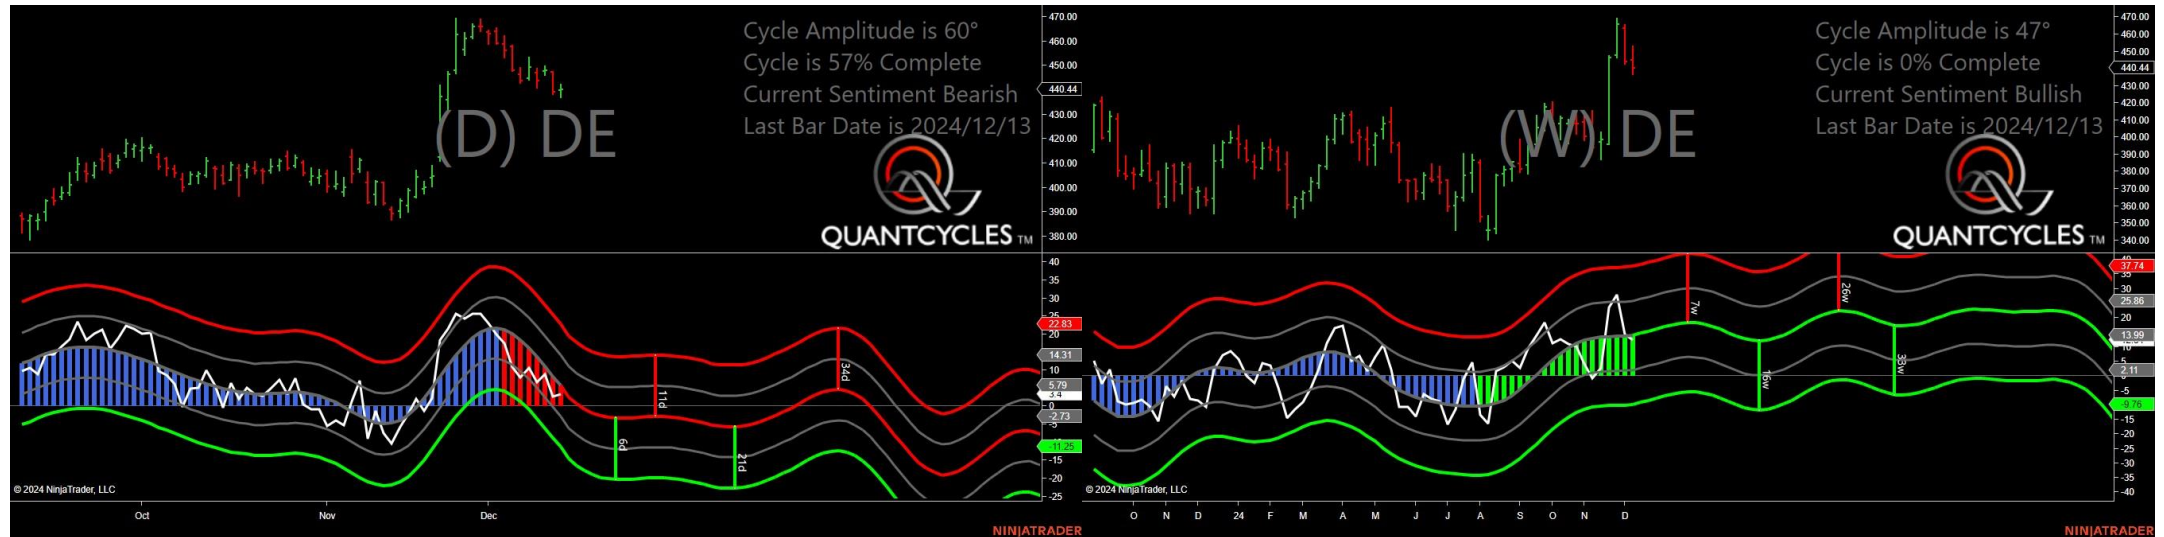 Cycle Amplitude is 60°
Cycle is 57% Complete
Current Sentiment Bearish
Last Bar Date is 2024/12/13
(D) DE
QUANTCYCLES TM
470.00
460.00
450.00
440.44
430.00
420.00
410.00
400.00
390.00
380.00
40
35
30
25
22.83
20
14.31
10
5.79
3.4
0
-2.73
-5
-11.25
-15
-20
-25
11d
34d
6d
21d
© 2024 NinjaTrader, LLC
Oct
Nov
Dec
NINJATRADER
Cycle Amplitude is 47°
Cycle is 0% Complete
Current Sentiment Bullish
Last Bar Date is 2024/12/13
(W) DE
QUANTCYCLES TM
470.00
460.00
450.00
440.44
430.00
420.00
410.00
400.00
390.00
380.00
370.00
360.00
350.00
340.00
37.74
35
30
25.86
20
13.99
10
5
2.11
-5
-9.76
-15
-20
-25
-30
-35
-40
7w
26w
16w
33w
© 2024 NinjaTrader, LLC
O
N
D
24
F
M
A
M
J
J
A
S
O
N
D
NINJATRADER